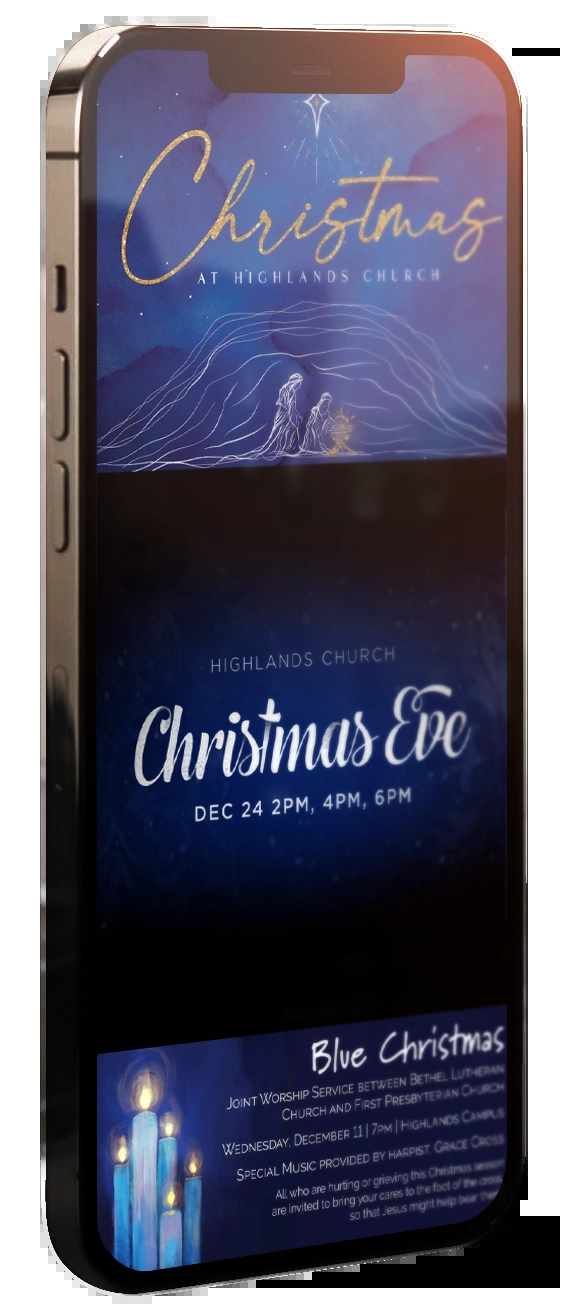 Christmas
AT HIGHLANDS CHURCH
HIGHLANDS CHURCH
Christmas Eve
DEC 24 2PM, 4PM, 6PM
Blue Christmas
JOINT WORSHIP SERVICE BETWEEN BETHEL LUTHERAN
CHURCH AND FIRST PRESBYTERIAN CHURCH
WEDNESDAY, DECEMBER 11 | 7PM | HIGHLANDS CAMPUS
SPECIAL MUSIC PROVIDED BY HARPIST, GRACE CROSS
All who are hurting or grieving this Christmas season
are invited to bring your cares to the foot of the cross
so that Jesus might help bear